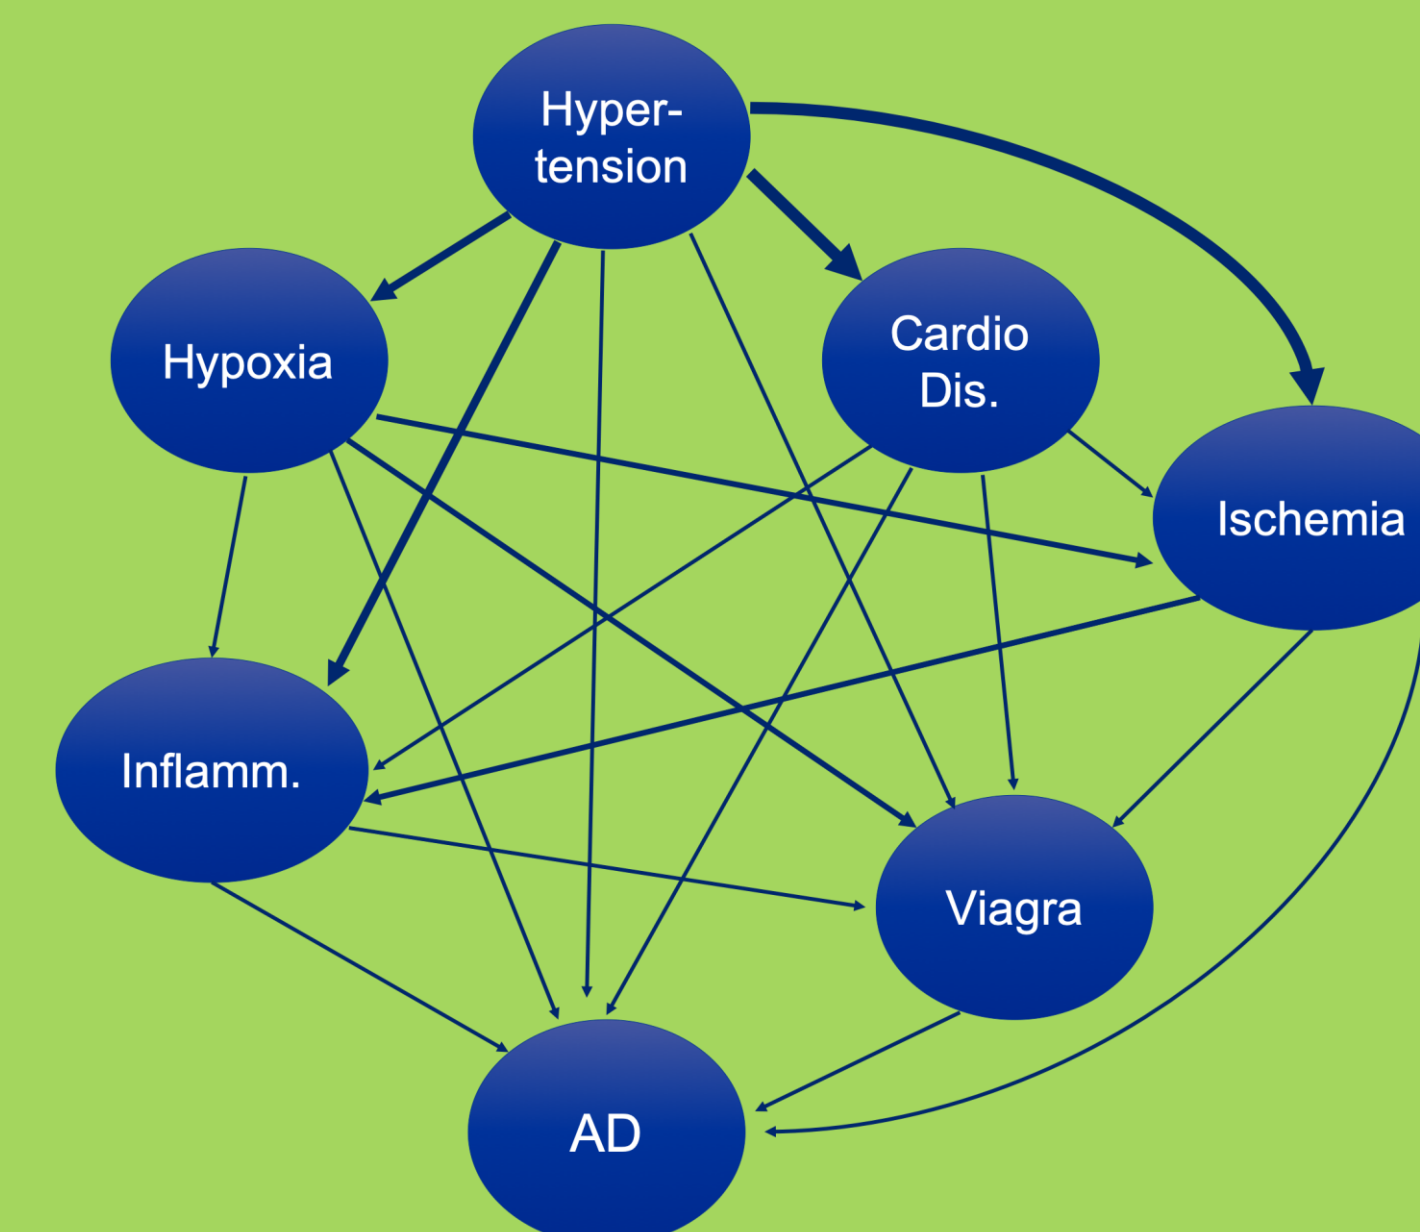 Hyper-
tension
Hypoxia
Cardio
Dis.
Ischemia
Inflamm.
Viagra
AD